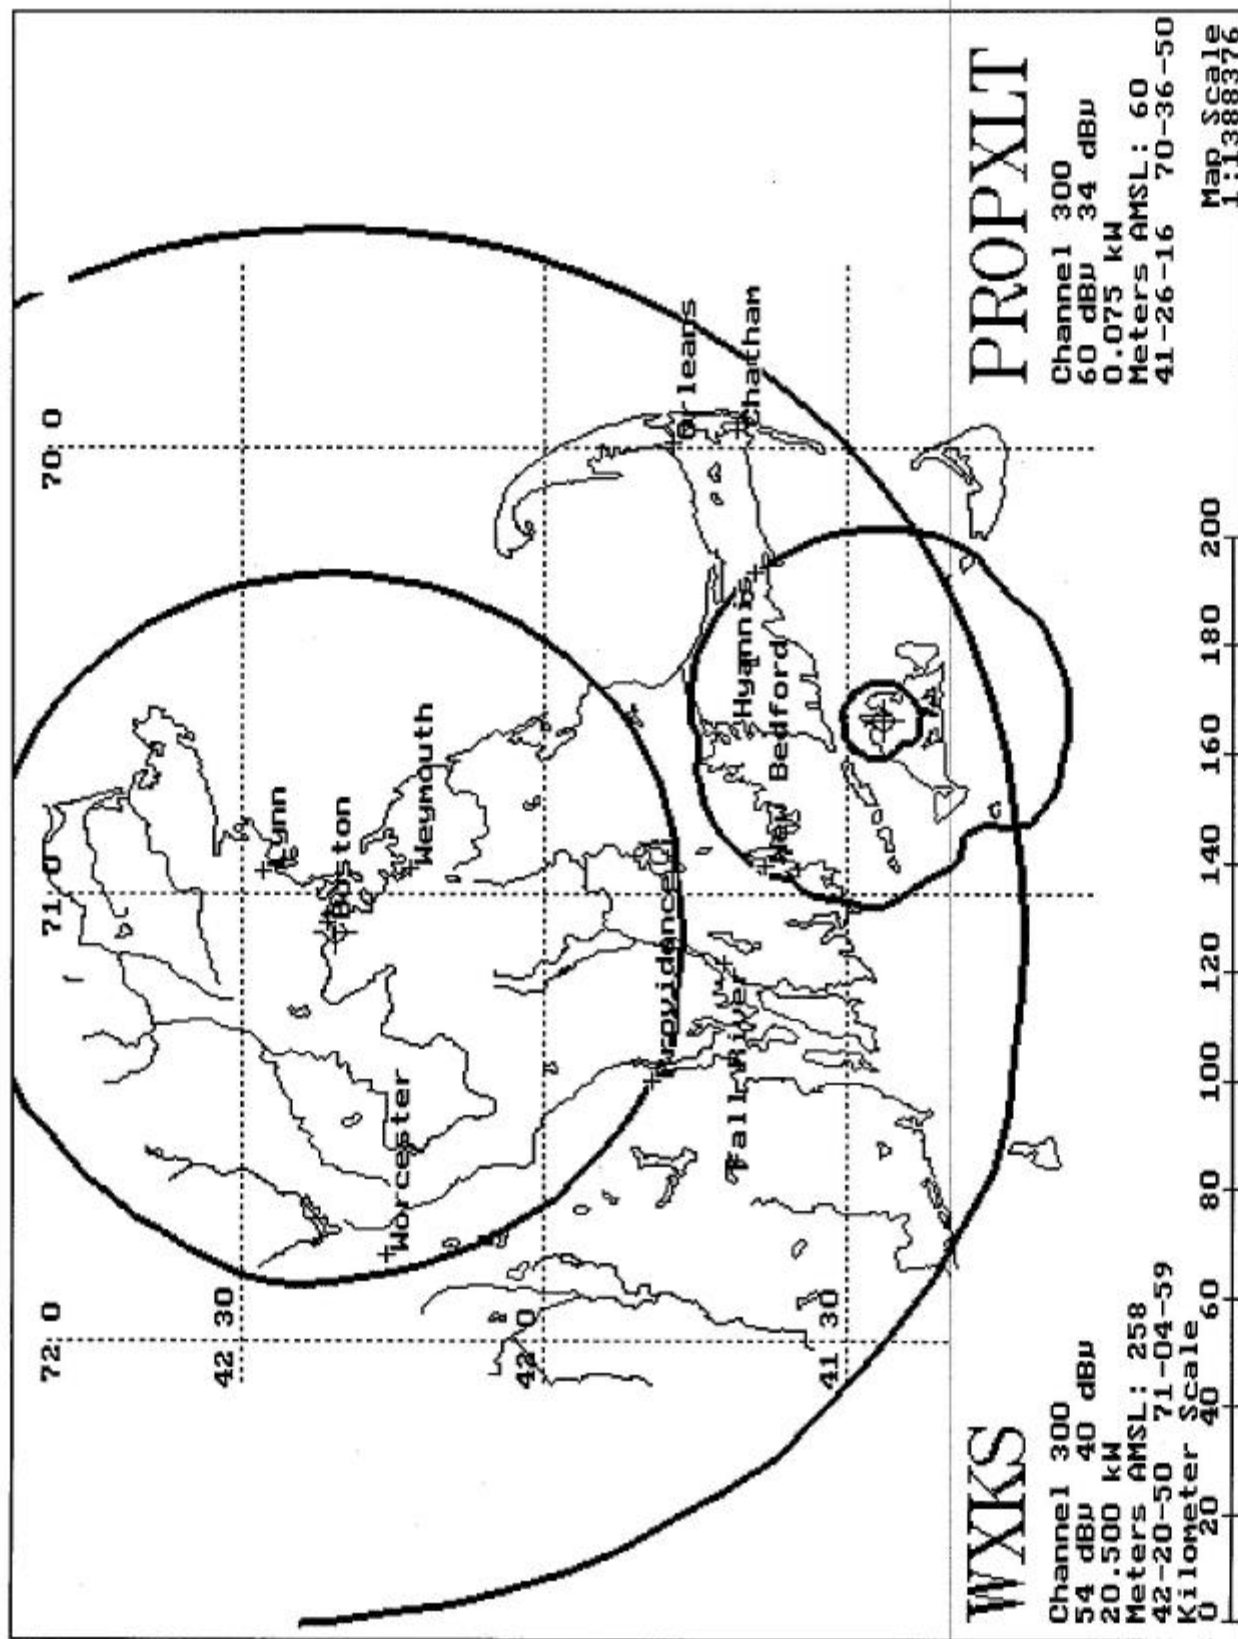 72 0
71 0
70 0
42 30
42 0
41 30
Lynn
Boston
Weymouth
Worcester
Providence
Fall River
New Bedford
Hyannis
Orleans
Chatham
WXKS
Channel 300
54 dBµ 40 dBµ
20.500 kW
Meters AMSL: 258
42-20-50 71-04-59
Kilometer Scale
0 20 40 60 80 100 120 140 160 180 200
PROPXLT
Channel 300
60 dBµ 34 dBµ
0.075 kW
Meters AMSL: 60
41-26-16 70-36-50
Map Scale
1:1388376